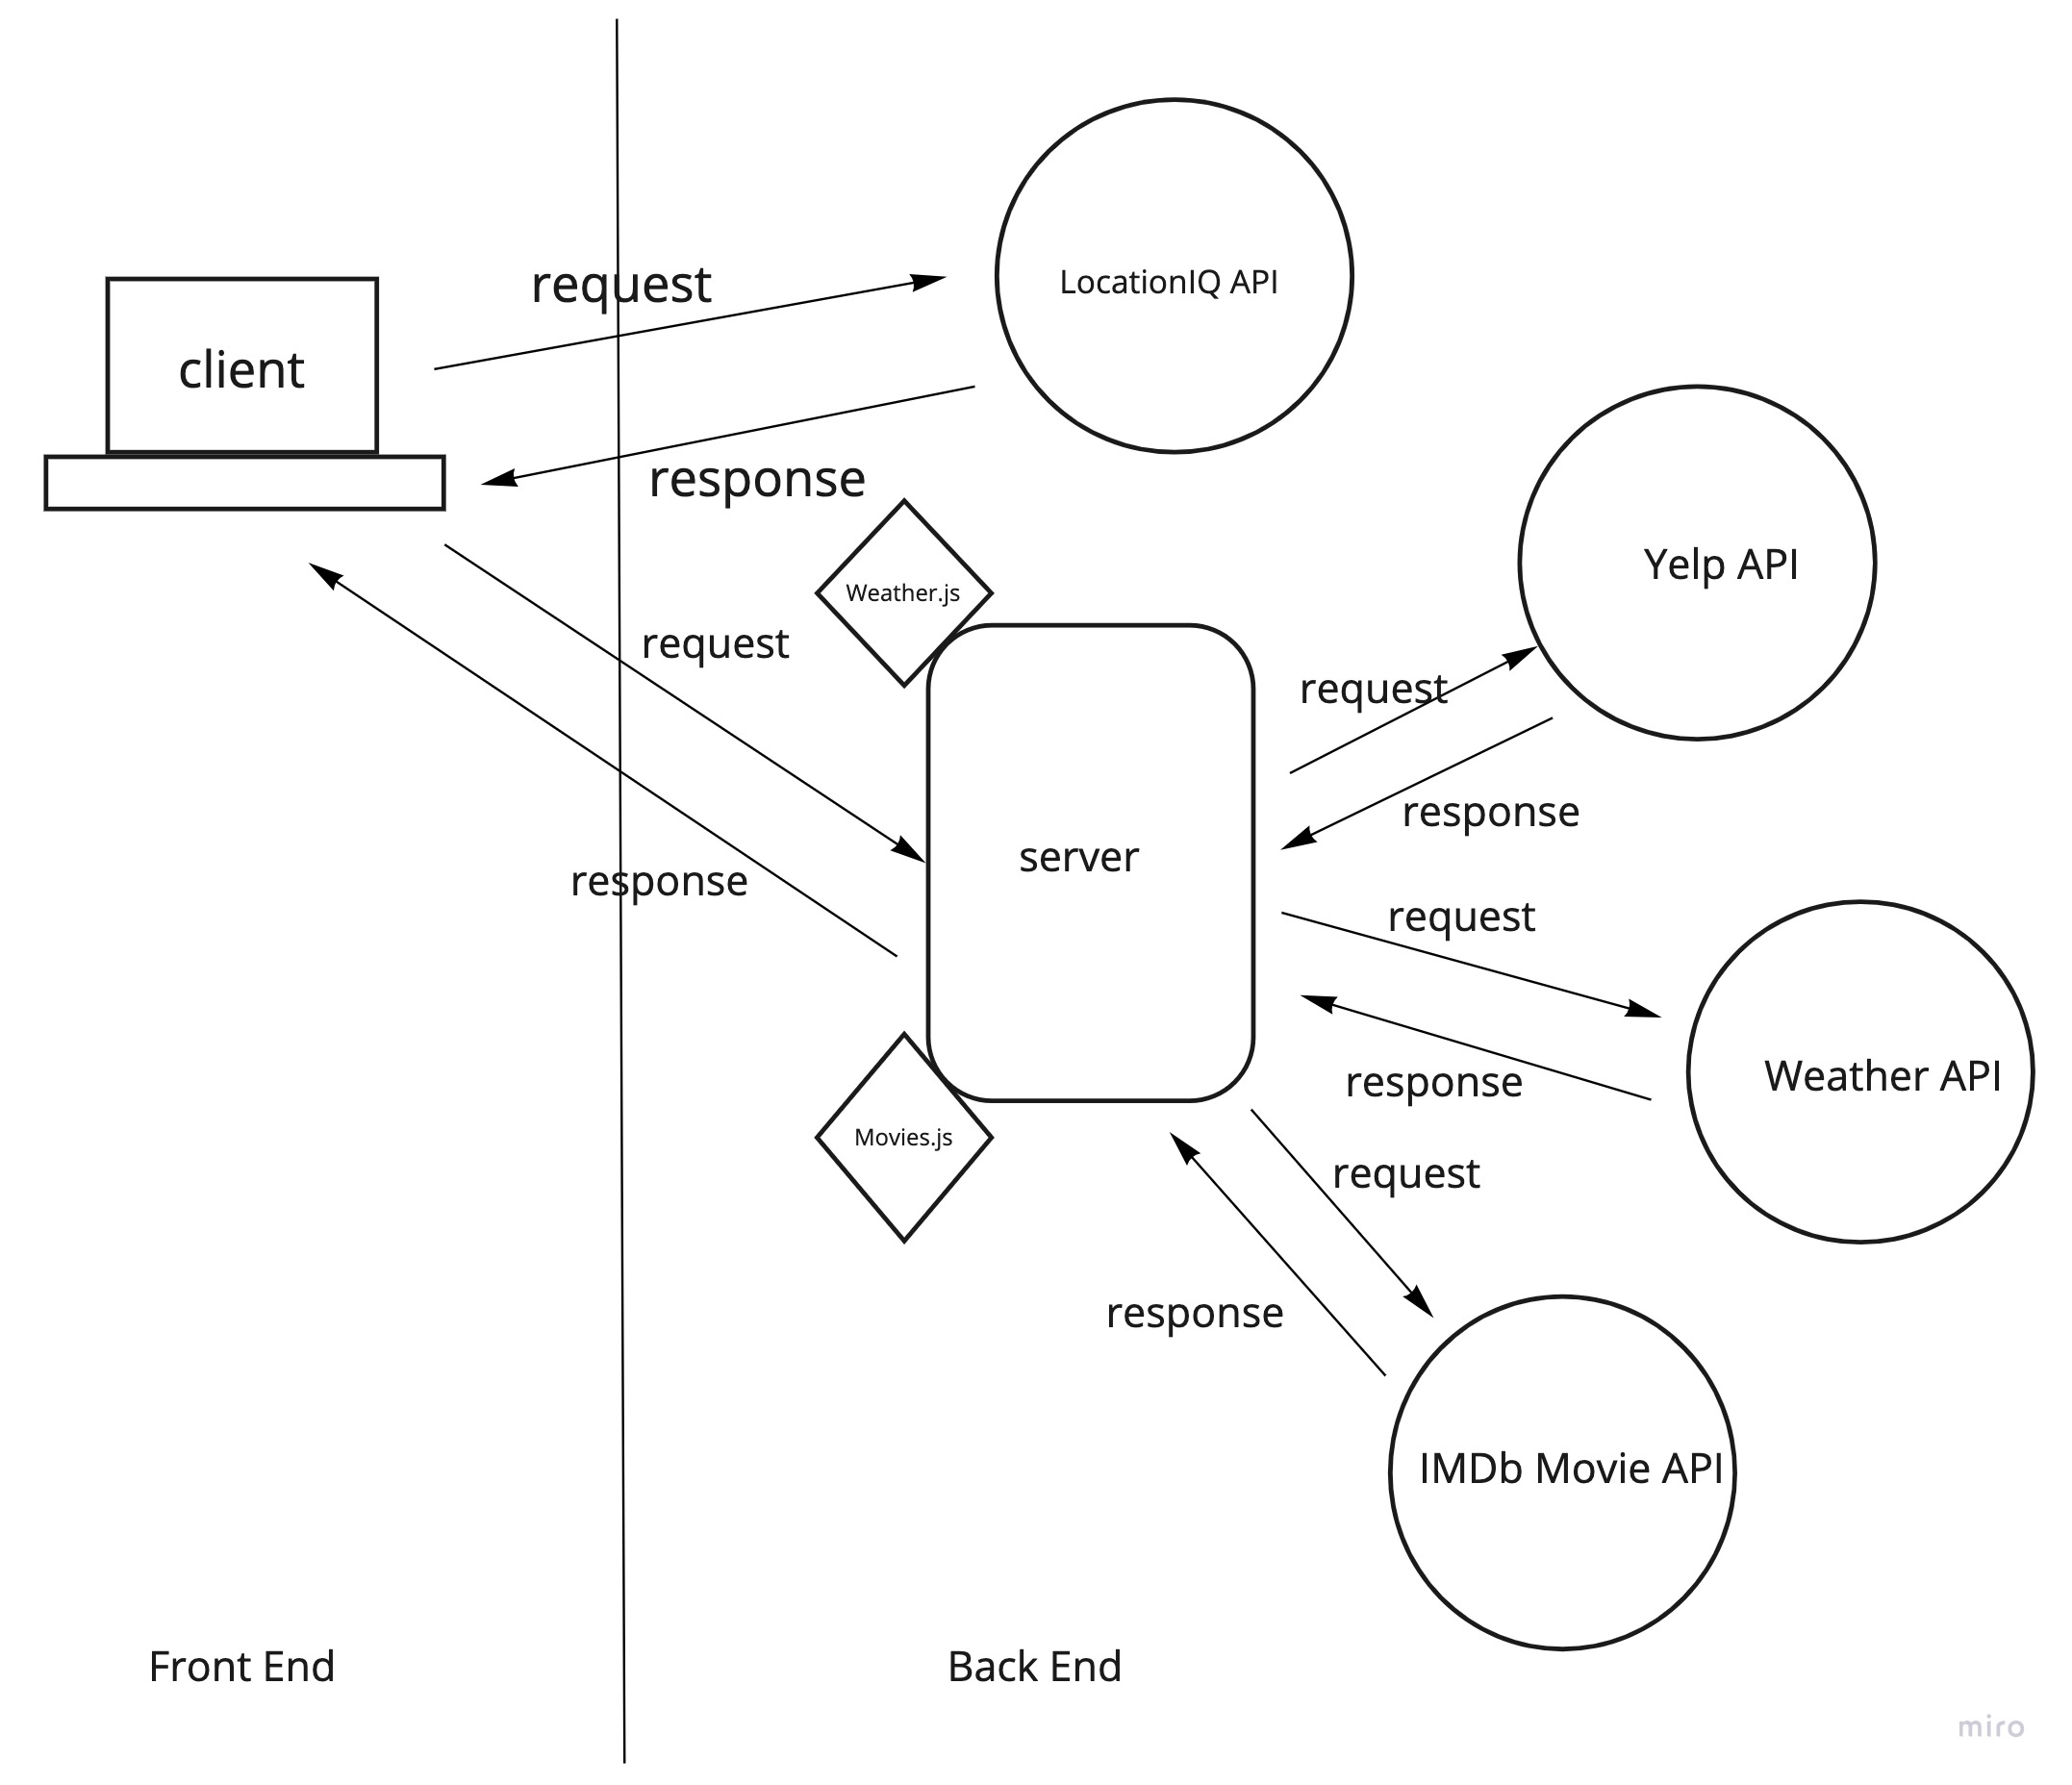 request
LocationIQ API
client
response
Weather.js
Yelp API
request
request
response
server
response
request
Weather API
response
Movies.js
request
response
IMDb Movie API
Front End
Back End
miro